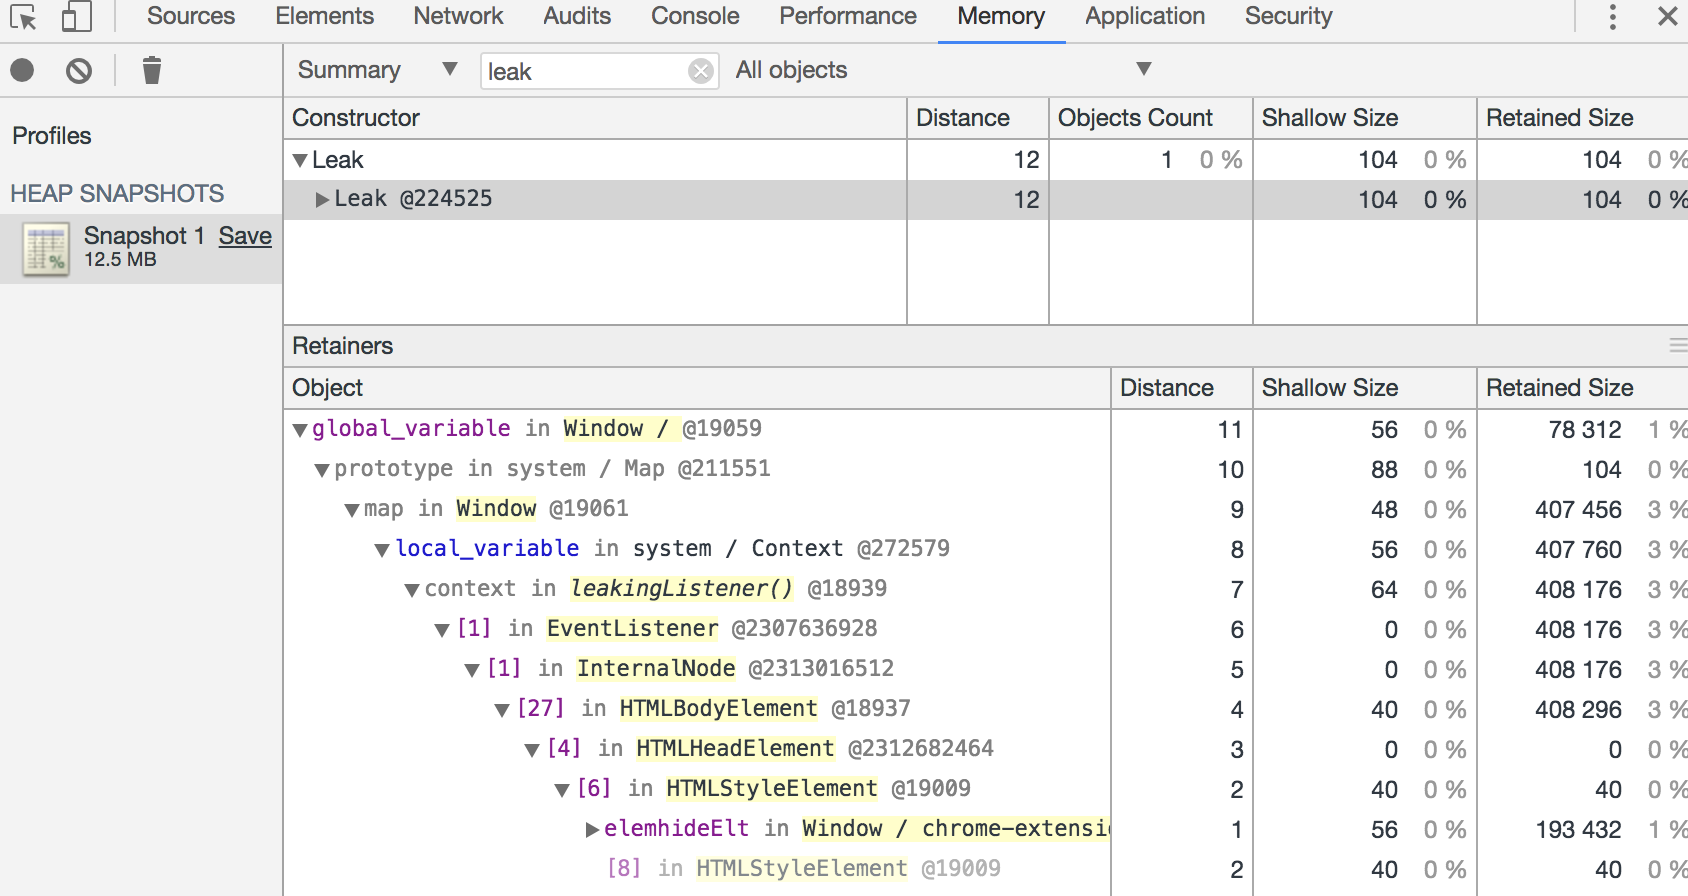 Sources Elements Network Audits Console Performance Memory Application Security
Summary leak All objects
Profiles
HEAP SNAPSHOTS
Snapshot 1 Save
12.5 MB
Constructor Distance Objects Count Shallow Size Retained Size
Leak 12 1 0 % 104 0 % 104 0 %
Leak @224525 12 104 0 % 104 0 %
Retainers
Object Distance Shallow Size Retained Size
global_variable in Window / @19059 11 56 0 % 78 312 1 %
prototype in system / Map @211551 10 88 0 % 104 0 %
map in Window @19061 9 48 0 % 407 456 3 %
local_variable in system / Context @272579 8 56 0 % 407 760 3 %
context in leakingListener() @18939 7 64 0 % 408 176 3 %
[1] in EventListener @2307636928 6 0 0 % 408 176 3 %
[1] in InternalNode @2313016512 5 0 0 % 408 176 3 %
[27] in HTMLBodyElement @18937 4 40 0 % 408 296 3 %
[4] in HTMLHeadElement @2312682464 3 0 0 % 0 0 %
[6] in HTMLStyleElement @19009 2 40 0 % 40 0 %
elemhideElt in Window / chrome-extensi 1 56 0 % 193 432 1 %
[8] in HTMLStyleElement @19009 2 40 0 % 40 0 %